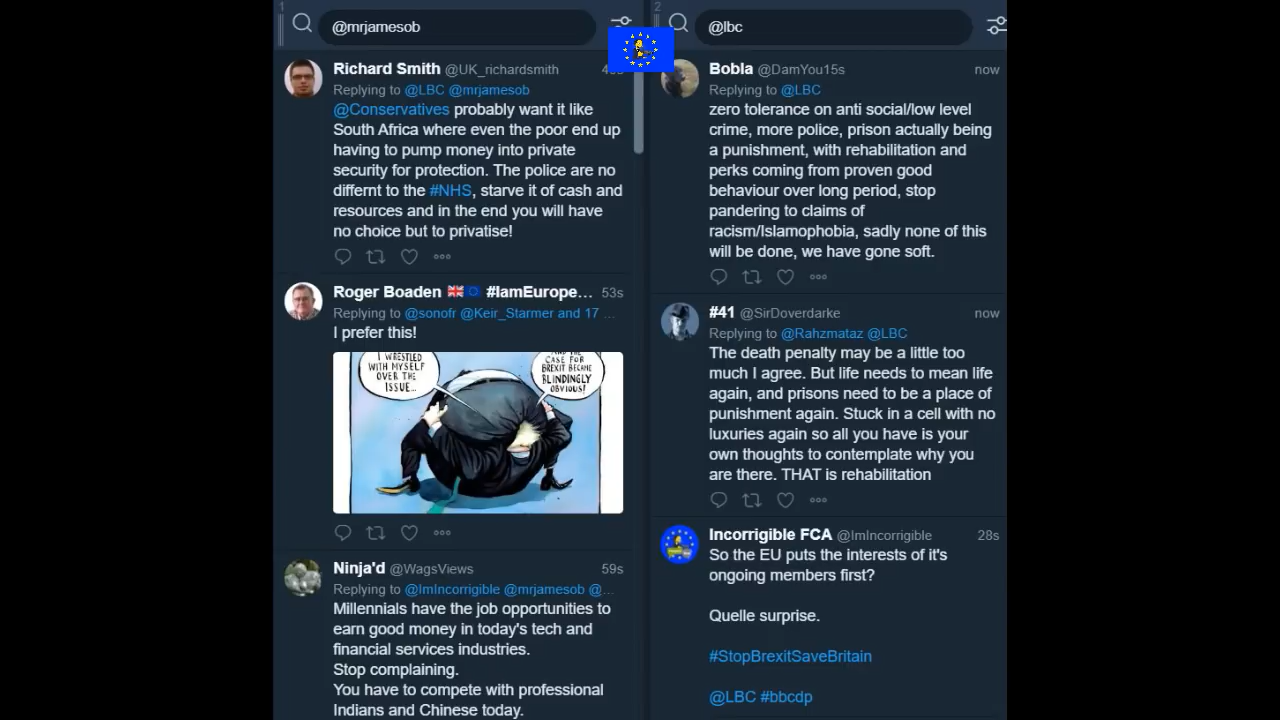 1
@mrjamesob
Richard Smith @UK_richardsmith
Replying to @LBC @mrjamesob
@Conservatives probably want it like
South Africa where even the poor end up
having to pump money into private
security for protection. The police are no
differnt to the #NHS, starve it of cash and
resources and in the end you will have
no choice but to privatise!
Roger Boaden 🇬🇧 🇪🇺 #IamEurope… 53s
Replying to @sonofr @Keir_Starmer and 17 …
I prefer this!
I WRESTLED
WITH MYSELF
OVER THE
ISSUE...
AND THE
CASE FOR
BREXIT BECAME
BLINDINGLY
OBVIOUS!
Ninja'd @WagsViews 59s
Replying to @ImIncorrigible @mrjamesob @…
Millennials have the job opportunities to
earn good money in today's tech and
financial services industries.
Stop complaining.
You have to compete with professional
Indians and Chinese today.
2
@lbc
Bobla @DamYou15s now
Replying to @LBC
zero tolerance on anti social/low level
crime, more police, prison actually being
a punishment, with rehabilitation and
perks coming from proven good
behaviour over long period, stop
pandering to claims of
racism/Islamophobia, sadly none of this
will be done, we have gone soft.
#41 @SirDoverdarke now
Replying to @Rahzmataz @LBC
The death penalty may be a little too
much I agree. But life needs to mean life
again, and prisons need to be a place of
punishment again. Stuck in a cell with no
luxuries again so all you have is your
own thoughts to contemplate why you
are there. THAT is rehabilitation
Incorrigible FCA @ImIncorrigible 28s
So the EU puts the interests of it's
ongoing members first?
Quelle surprise.
#StopBrexitSaveBritain
@LBC #bbcdp